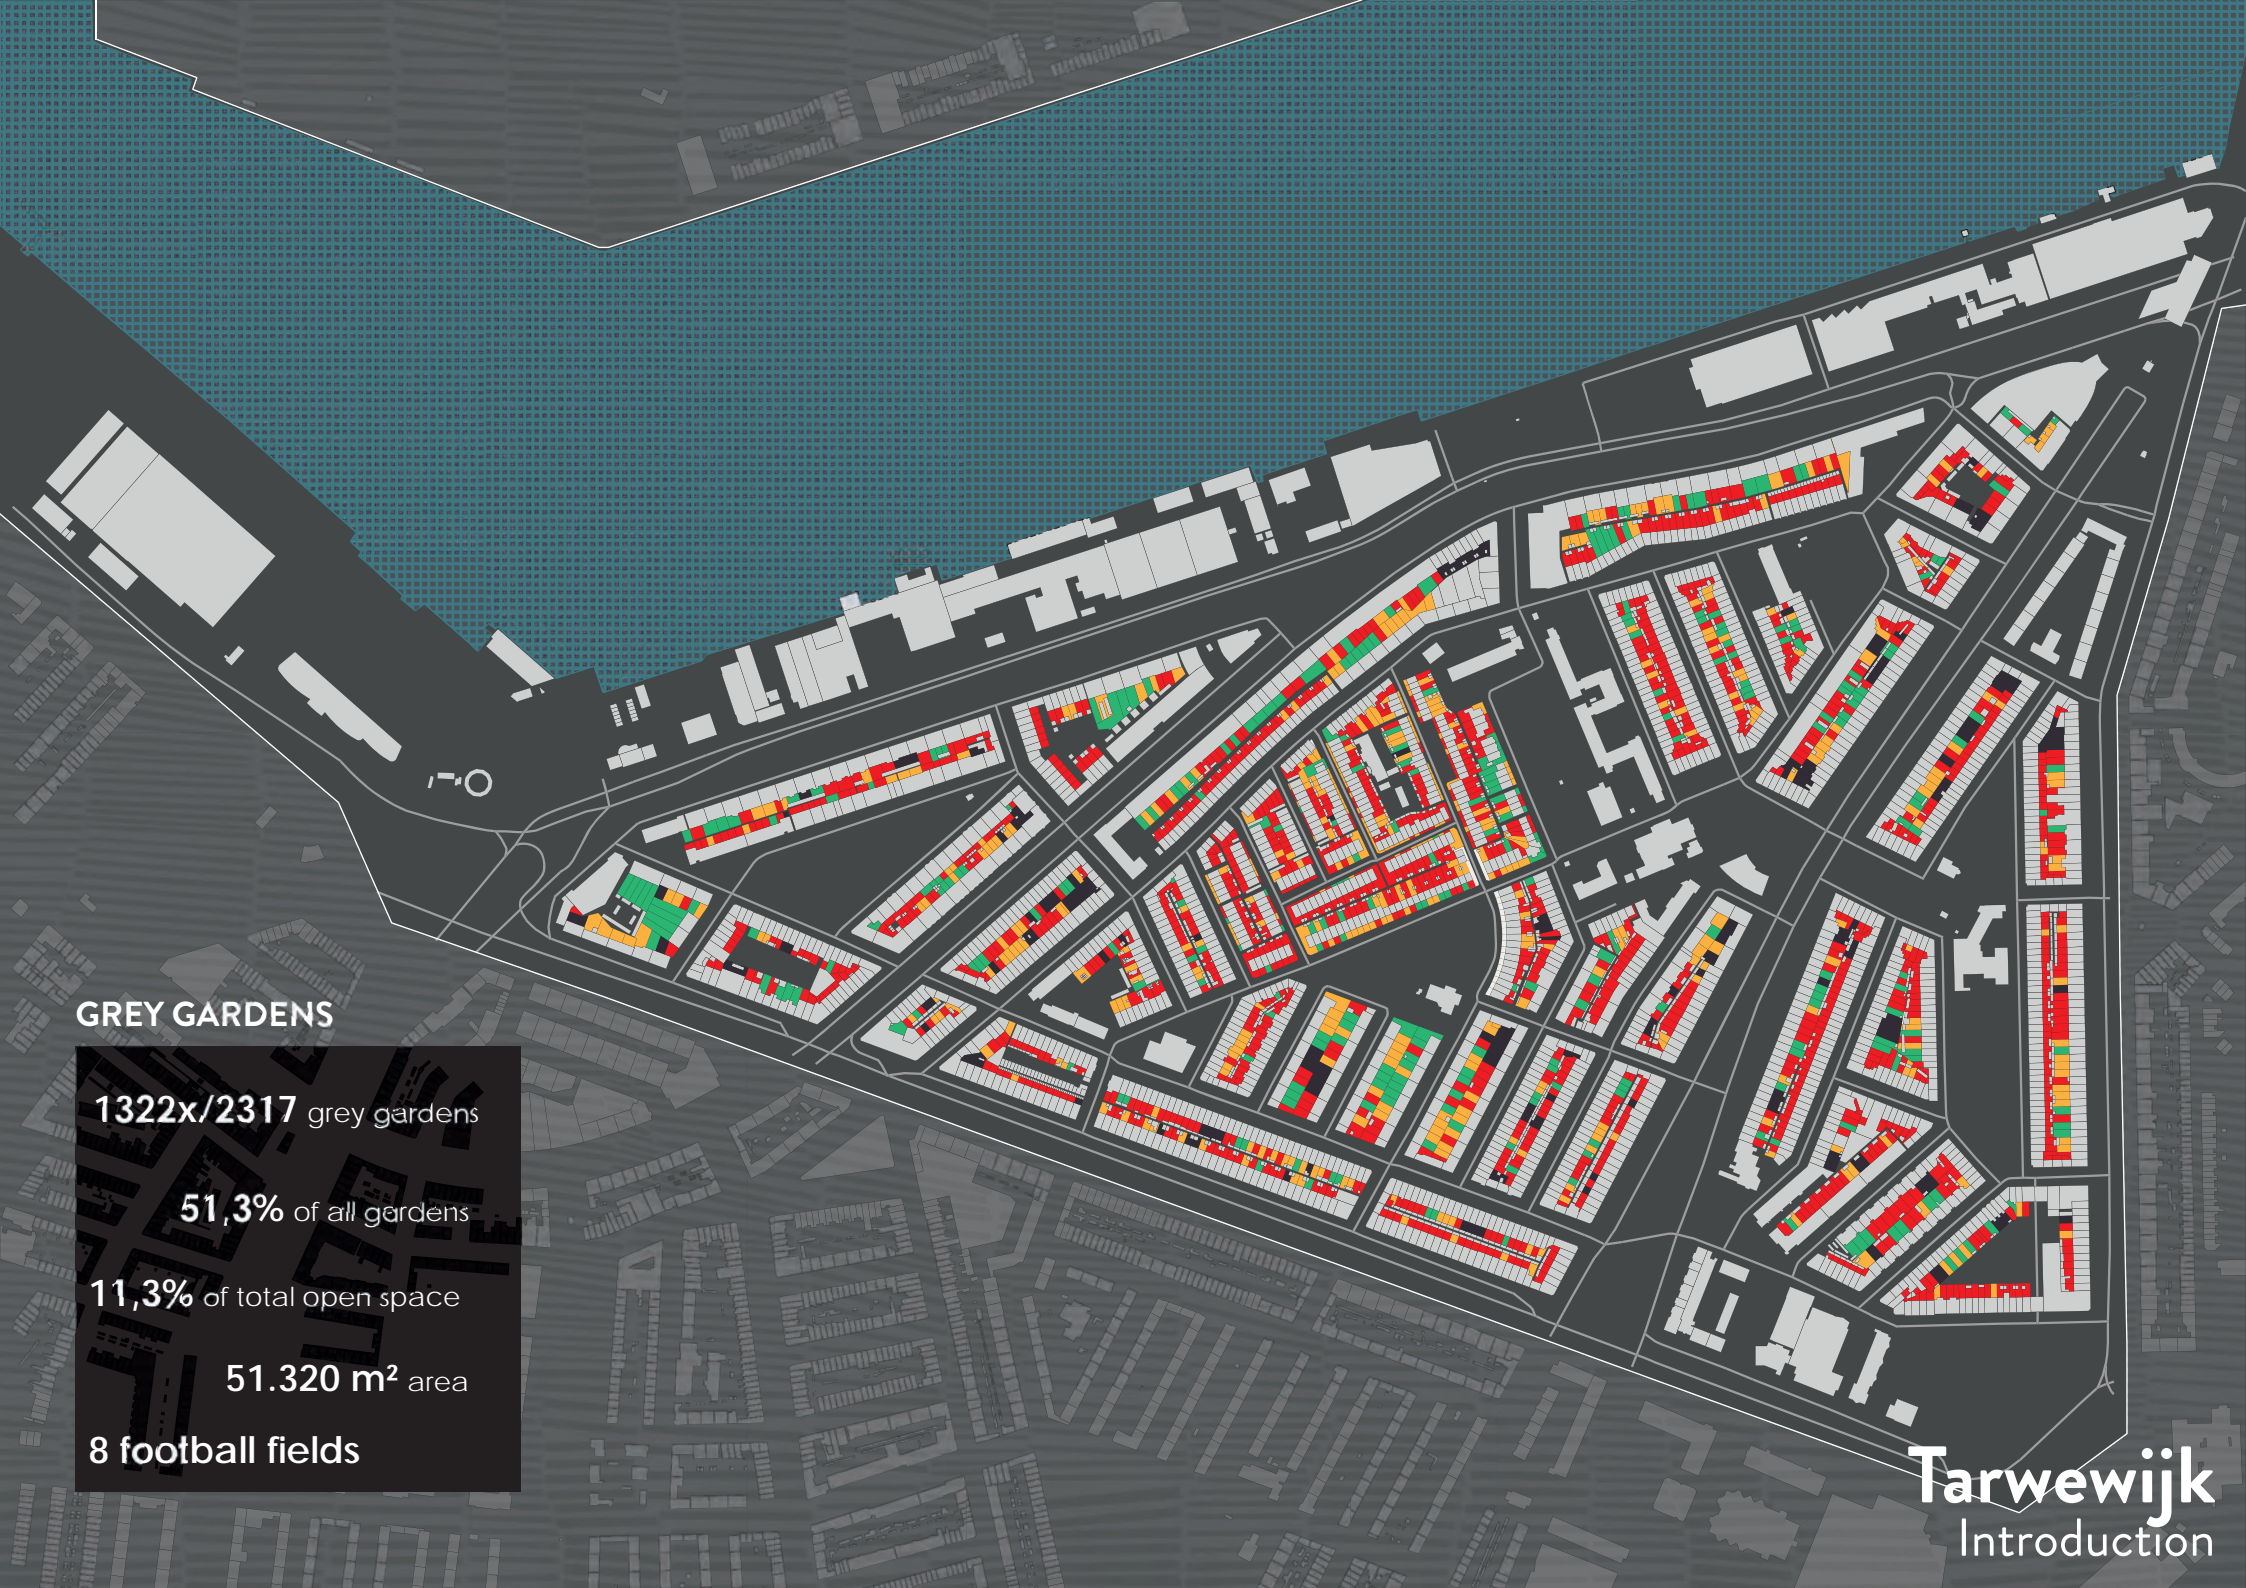 GREY GARDENS
1322x/2317 grey gardens
51,3% of all gardens
11,3% of total open space
51.320 m² area
8 football fields
Tarwewijk
Introduction